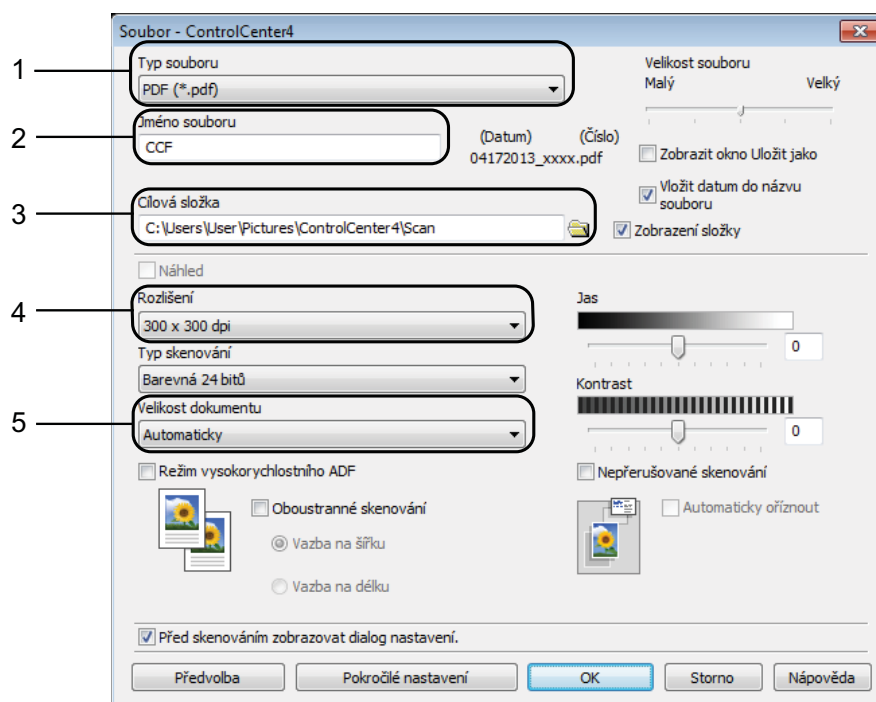 Soubor - ControlCenter4
1
Typ souboru
PDF (*.pdf)
Velikost souboru
Malý Velký
2
Jméno souboru
CCF
(Datum) (Číslo)
04172013_xxxx.pdf
Zobrazit okno Uložit jako
Vložit datum do názvu
souboru
3
Cílová složka
C:\Users\User\Pictures\ControlCenter4\Scan
Zobrazení složky
Náhled
4
Rozlišení
300 x 300 dpi
Jas
0
Typ skenování
Barevná 24 bitů
Kontrast
0
5
Velikost dokumentu
Automaticky
Režim vysokorychlostního ADF
Nepřerušované skenování
Oboustranné skenování
Automaticky oříznout
Vazba na šířku
Vazba na délku
Před skenováním zobrazovat dialog nastavení.
Předvolba Pokročilé nastavení OK Storno Nápověda